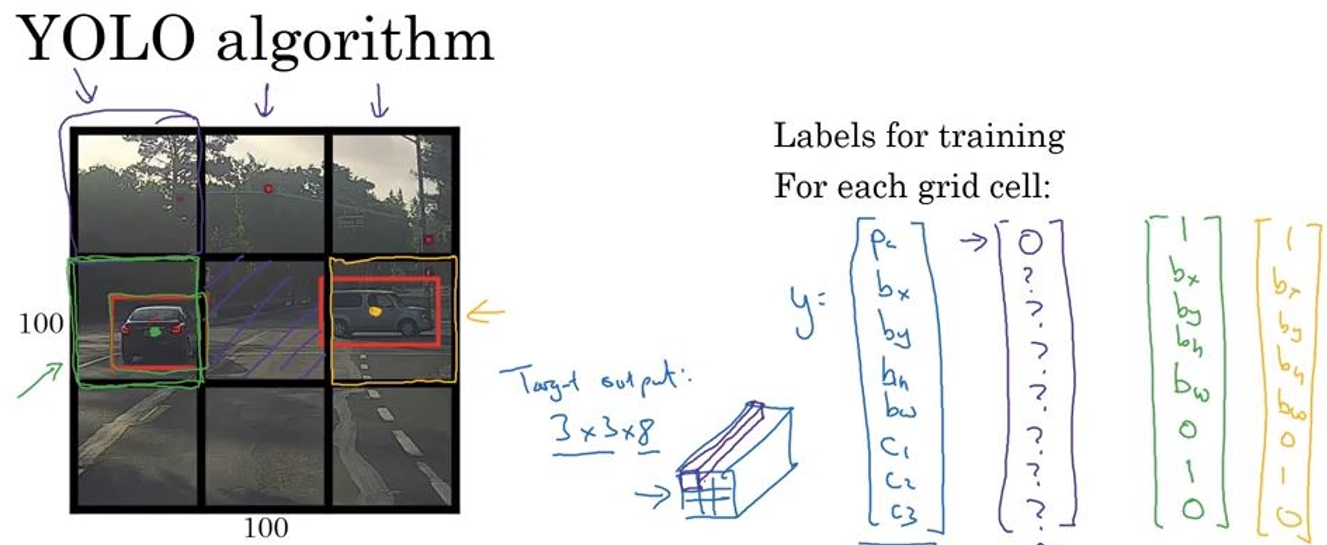 YOLO algorithm
Labels for training
For each grid cell:
100
100
Target output:
3 x 3 x 8
y =
Pc
bx
by
bh
bw
C1
C2
C3
0
?
?
?
?
?
?
?
1
bx
by
bh
bw
0
1
0
1
bx
by
bh
bw
0
1
0